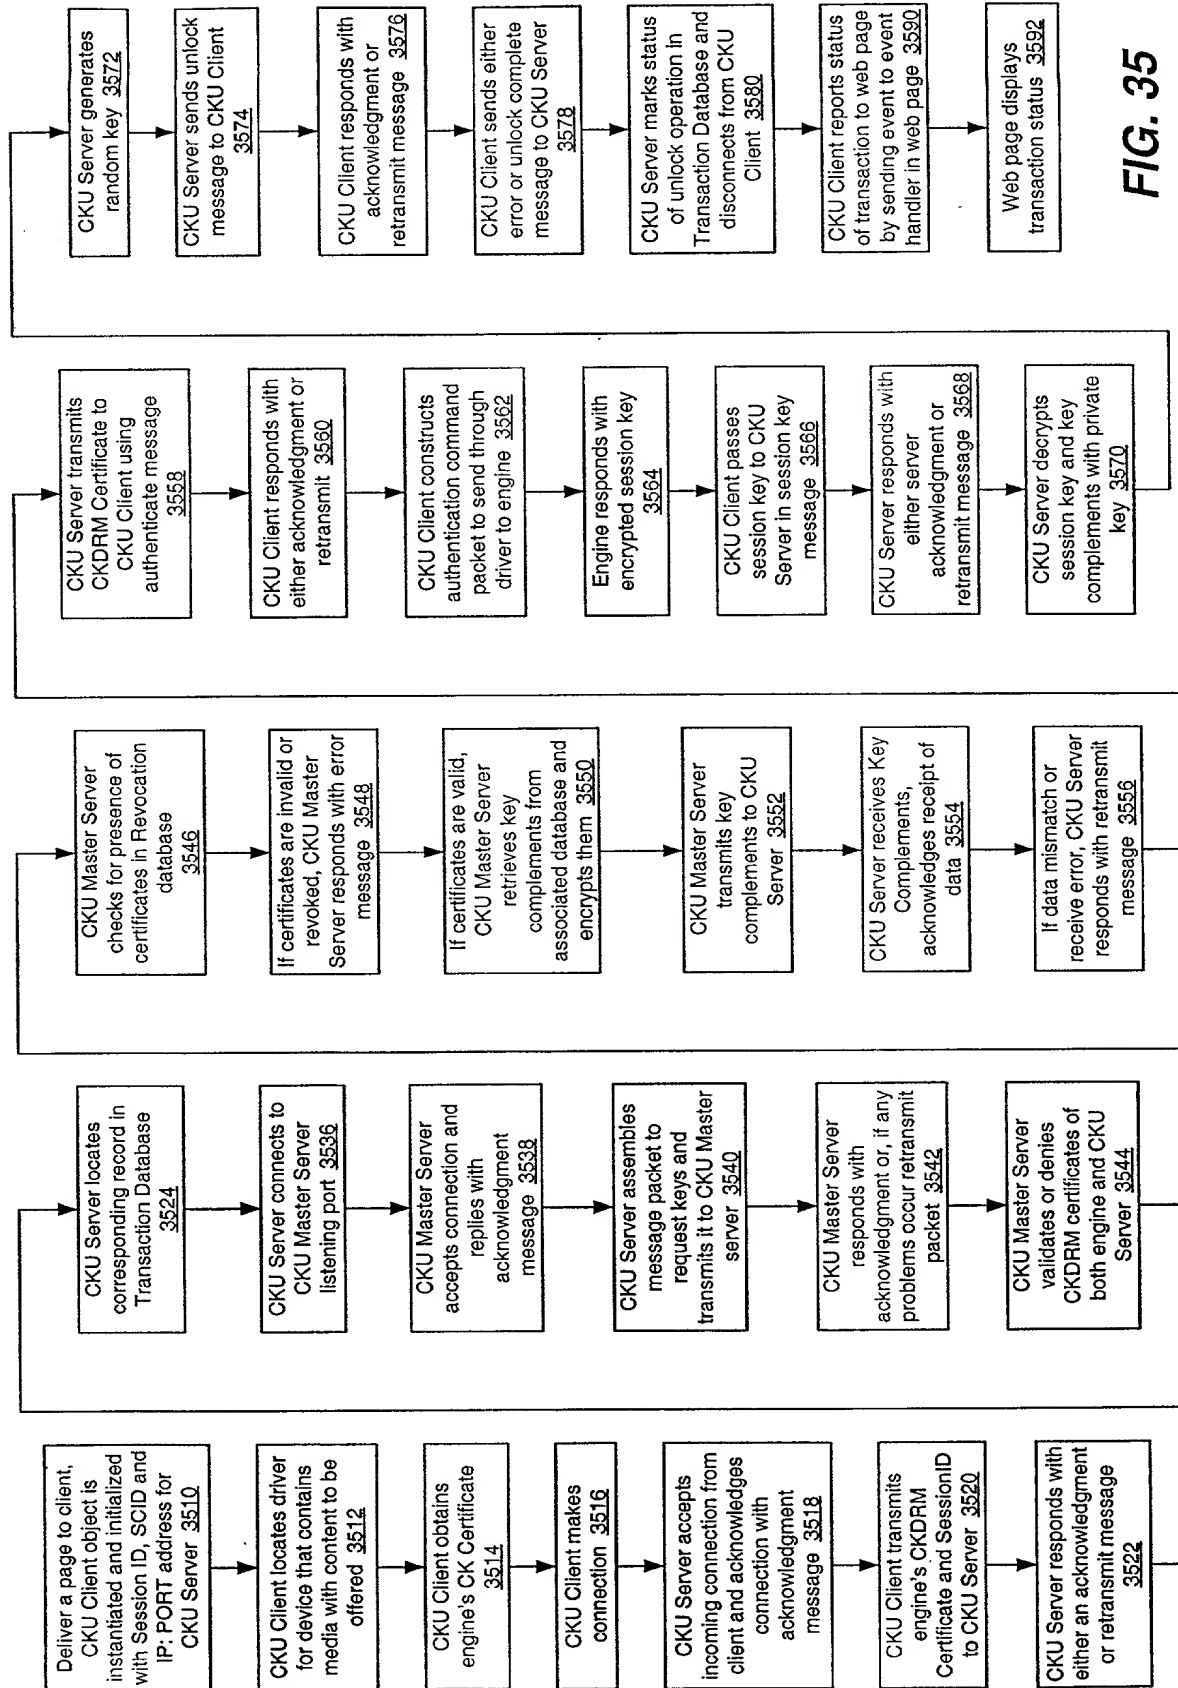 Deliver a page to client,
CKU Client object is
instantiated and initialized
with Session ID, SCID and
IP: PORT address for
CKU Server 3510
CKU Client locates driver
for device that contains
media with content to be
offered 3512
CKU Client obtains
engine's CK Certificate
3514
CKU Client makes
connection 3516
CKU Server accepts
incoming connection from
client and acknowledges
connection with
acknowledgment
message 3518
CKU Client transmits
engine's CKDRM
Certificate and SessionID
to CKU Server 3520
CKU Server responds with
either an acknowledgment
or retransmit message
3522
CKU Server locates
corresponding record in
Transaction Database
3524
CKU Server connects to
CKU Master Server
listening port 3536
CKU Master Server
accepts connection and
replies with
acknowledgment
message 3538
CKU Server assembles
message packet to
request keys and
transmits it to CKU Master
server 3540
CKU Master Server
responds with
acknowledgment or, if any
problems occur retransmit
packet 3542
CKU Master Server
validates or denies
CKDRM certificates of
both engine and CKU
Server 3544
CKU Master Server
checks for presence of
certificates in Revocation
database
3546
If certificates are invalid or
revoked, CKU Master
Server responds with error
message 3548
If certificates are valid,
CKU Master Server
retrieves key
complements from
associated database and
encrypts them 3550
CKU Master Server
transmits key
complements to CKU
Server 3552
CKU Server receives Key
Complements,
acknowledges receipt of
data 3554
If data mismatch or
receive error, CKU Server
responds with retransmit
message 3556
CKU Server transmits
CKDRM Certificate to
CKU Client using
authenticate message
3558
CKU Client responds with
either acknowledgment or
retransmit 3560
CKU Client constructs
authentication command
packet to send through
driver to engine 3562
Engine responds with
encrypted session key
3564
CKU Client passes
session key to CKU
Server in session key
message 3566
CKU Server responds with
either server
acknowledgment or
retransmit message 3568
CKU Server decrypts
session key and key
complements with private
key 3570
CKU Server generates
random key 3572
CKU Server sends unlock
message to CKU Client
3574
CKU Client responds with
acknowledgment or
retransmit message 3576
CKU Client sends either
error or unlock complete
message to CKU Server
3578
CKU Server marks status
of unlock operation in
Transaction Database and
disconnects from CKU
Client 3580
CKU Client reports status
of transaction to web page
by sending event to event
handler in web page 3590
Web page displays
transaction status 3592
FIG. 35